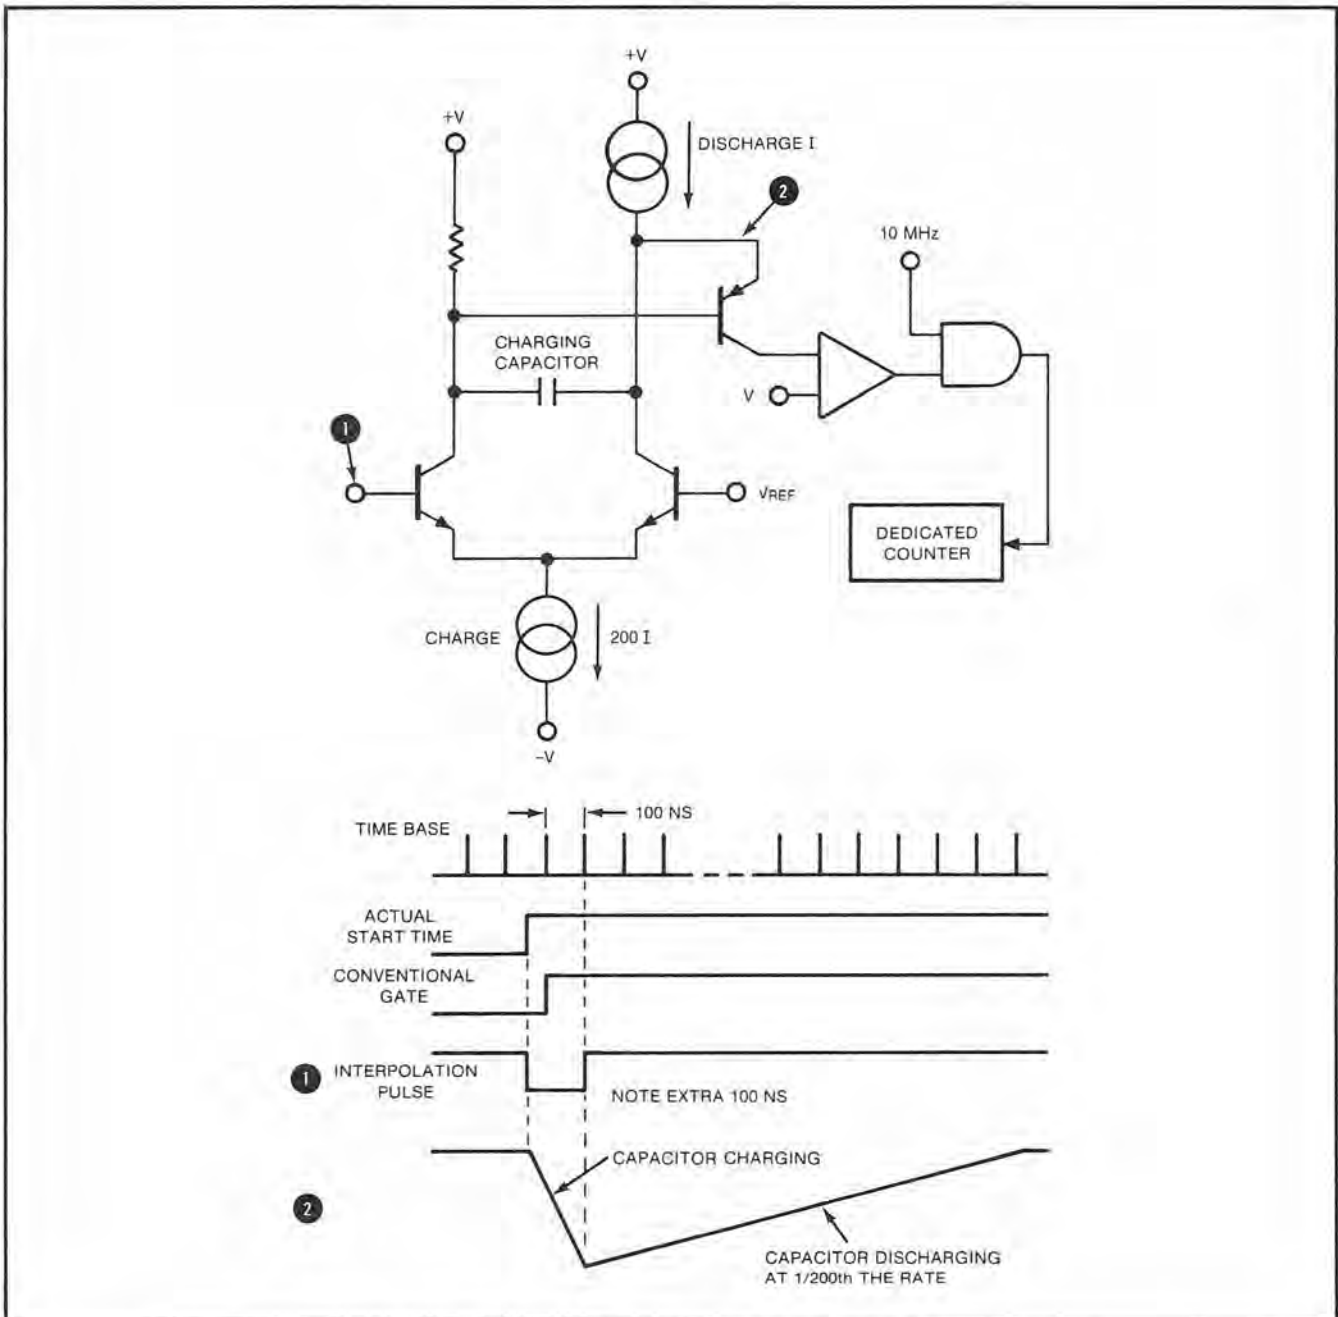 +V
+V
DISCHARGE I
2
10 MHz
CHARGING
CAPACITOR
V
1
VREF
DEDICATED
COUNTER
CHARGE
200 I
–V
100 NS
TIME BASE
ACTUAL
START TIME
CONVENTIONAL
GATE
1 INTERPOLATION
PULSE
NOTE EXTRA 100 NS
CAPACITOR CHARGING
2
CAPACITOR DISCHARGING
AT 1/200th THE RATE